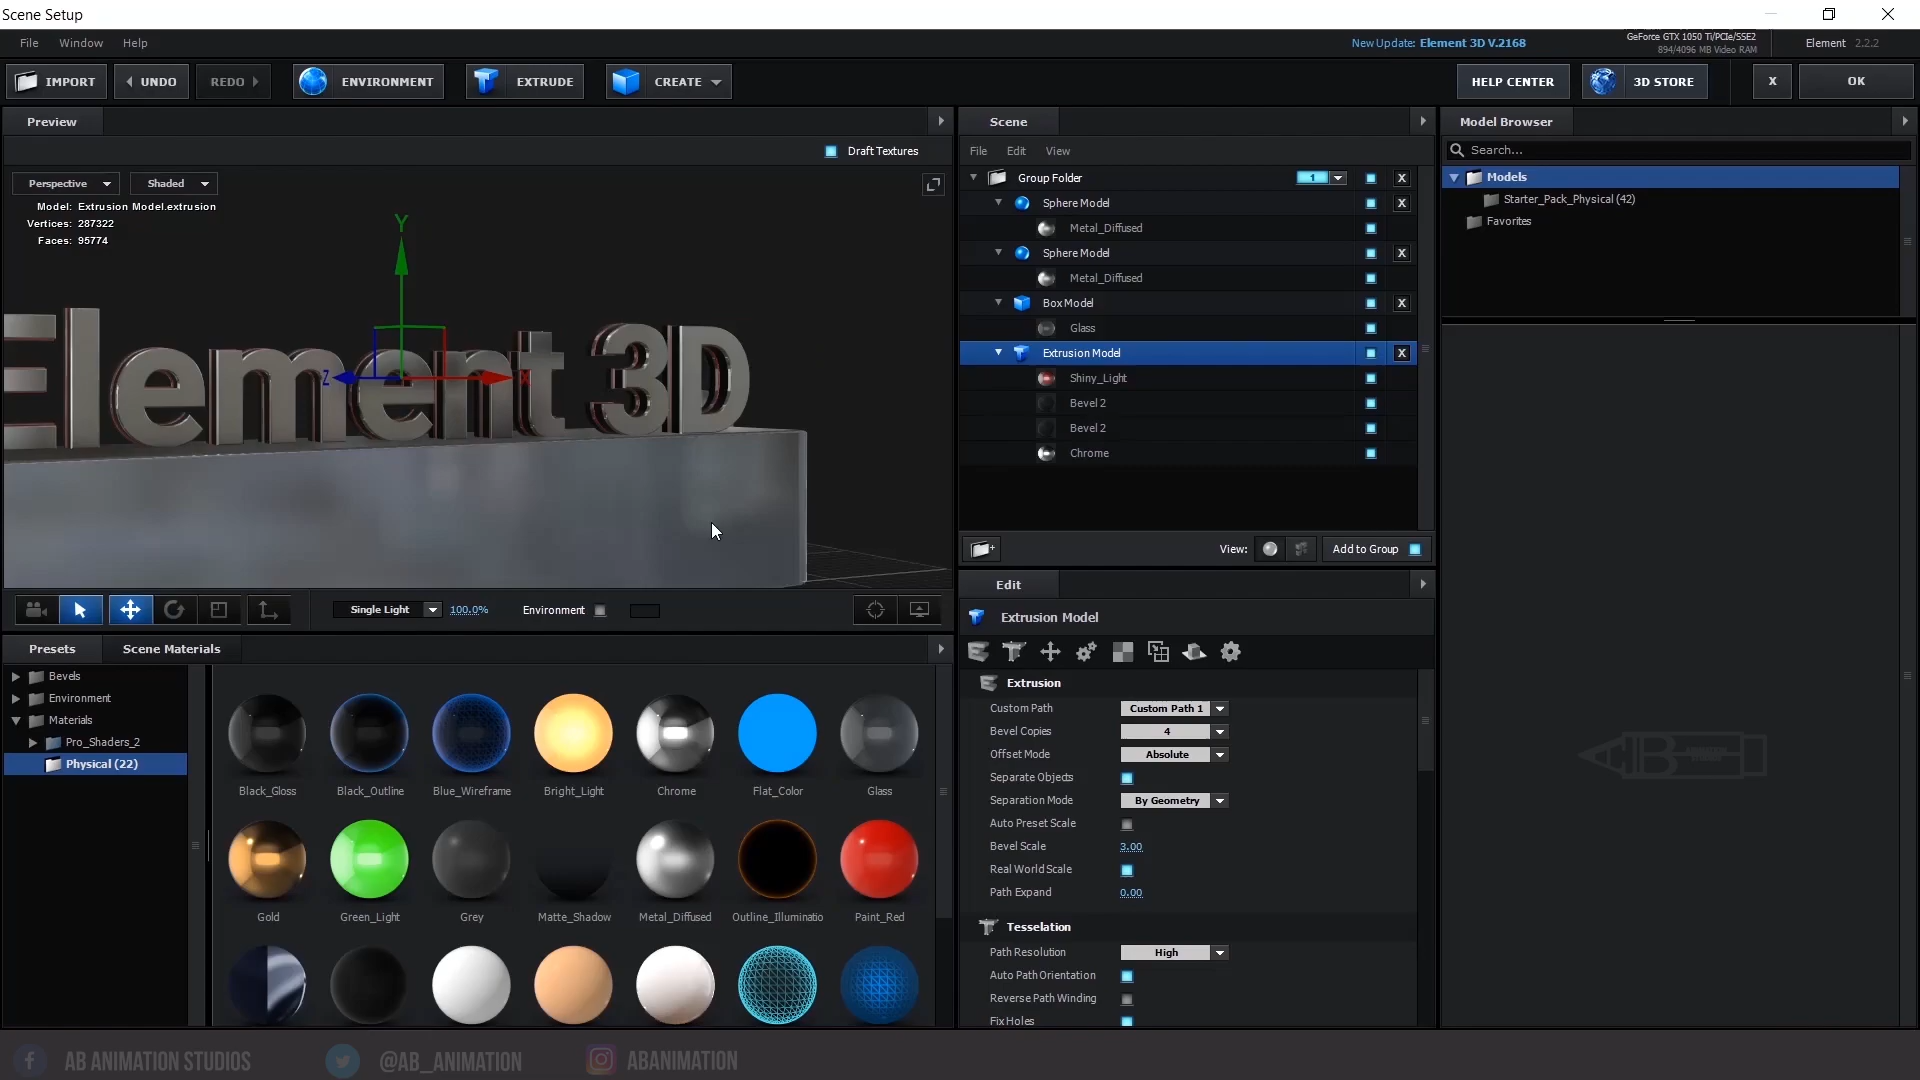 Scene Setup
File Window Help
New Update: Element 3D V.2168
GeForce GTX 1050 Ti/PCIe/SSE2
894/4096 MB Video RAM
Element 2.2.2
IMPORT UNDO REDO ENVIRONMENT EXTRUDE CREATE HELP CENTER 3D STORE X OK
Preview
Draft Textures
Perspective Shaded
Model: Extrusion Model.extrusion
Vertices: 287322
Faces: 95774
Y
Z
X
Element 3D
Single Light 100.0% Environment
Scene
File Edit View
Group Folder 1 X
Sphere Model X
Metal_Diffused
Sphere Model X
Metal_Diffused
Box Model X
Glass
Extrusion Model X
Shiny_Light
Bevel 2
Bevel 2
Chrome
View: Add to Group
Model Browser
Search...
Models
Starter_Pack_Physical (42)
Favorites
Presets Scene Materials
Bevels
Environment
Materials
Pro_Shaders_2
Physical (22)
Black_Gloss Black_Outline Blue_Wireframe Bright_Light Chrome Flat_Color Glass
Gold Green_Light Grey Matte_Shadow Metal_Diffused Outline_Illuminatio Paint_Red
Edit
Extrusion Model
Extrusion
Custom Path Custom Path 1
Bevel Copies 4
Offset Mode Absolute
Separate Objects
Separation Mode By Geometry
Auto Preset Scale
Bevel Scale 3.00
Real World Scale
Path Expand 0.00
Tesselation
Path Resolution High
Auto Path Orientation
Reverse Path Winding
Fix Holes
AB ANIMATION STUDIOS @AB_ANIMATION ABANIMATION